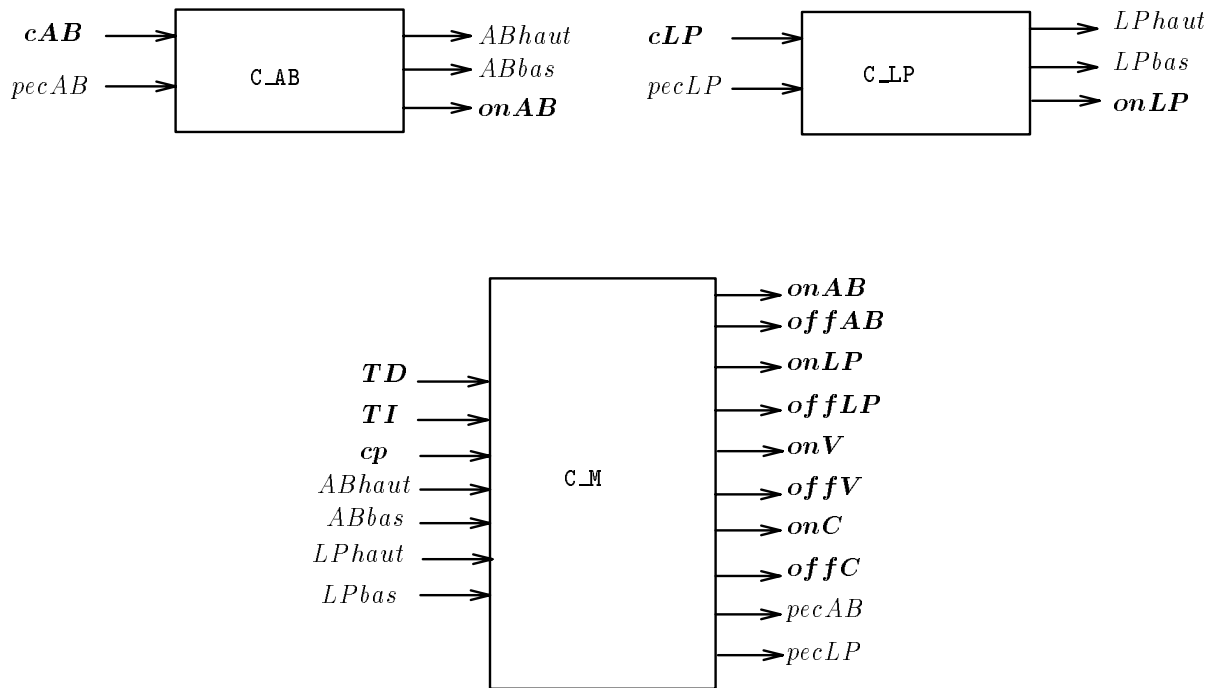 cAB
pecAB
C_AB
ABhaut
ABbas
onAB
cLP
pecLP
C_LP
LPhaut
LPbas
onLP
TD
TI
cp
ABhaut
ABbas
LPhaut
LPbas
C_M
onAB
offAB
onLP
offLP
onV
offV
onC
offC
pecAB
pecLP